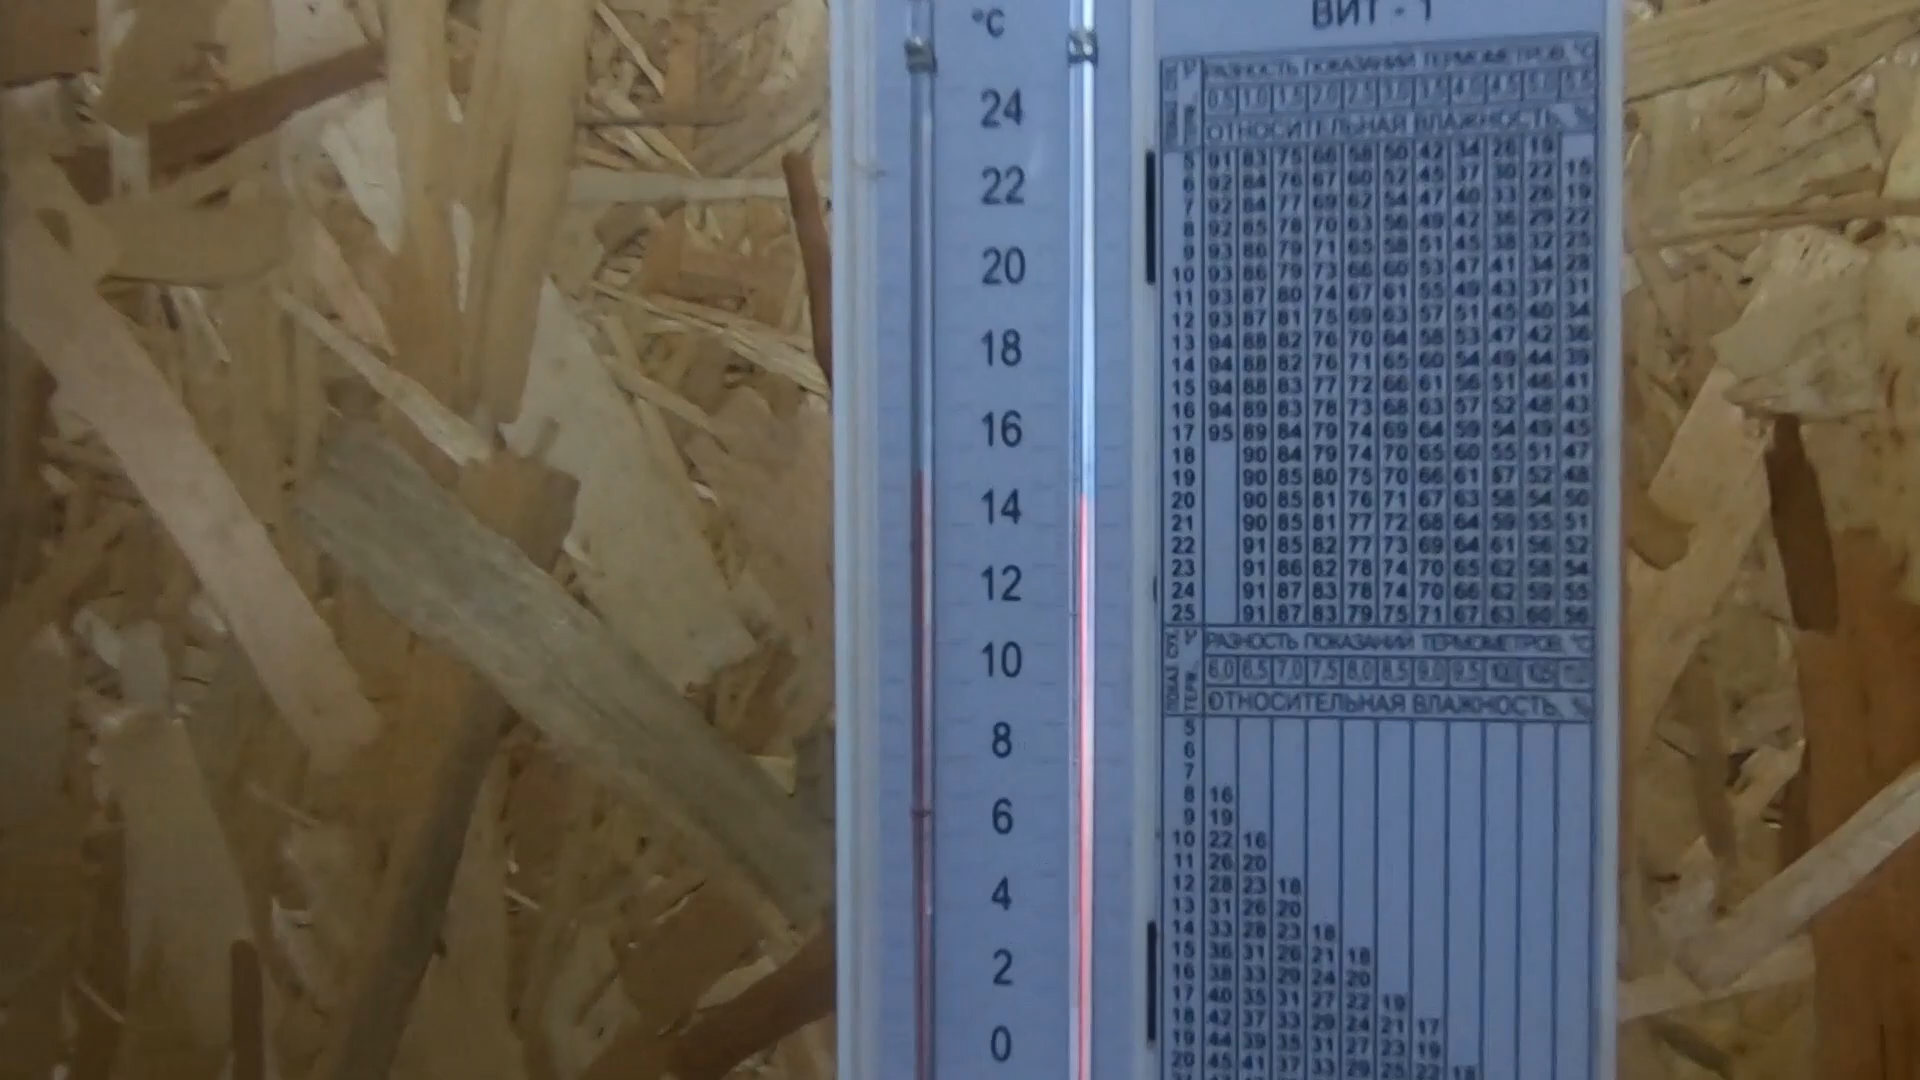 °C
24
22
20
18
16
14
12
10
8
6
4
2
0
ВИТ - 1
РАЗНОСТЬ ПОКАЗАНИЙ ТЕРМОМЕТРОВ, °C
0,5 1,0 1,5 2,0 2,5 3,0 3,5 4,0 4,5 5,0 5,5
ОТНОСИТЕЛЬНАЯ ВЛАЖНОСТЬ %
5 91 83 75 66 58 50 42 34 26 19
6 92 84 76 67 60 52 45 37 30 22 15
7 92 84 77 69 62 54 47 40 33 26 19
8 92 85 78 70 63 56 49 42 36 29 22
9 93 86 79 71 65 58 51 45 38 32 25
10 93 86 79 73 66 60 53 47 41 34 28
11 93 87 80 74 67 61 55 49 43 37 31
12 93 87 81 75 69 63 57 51 45 40 34
13 94 88 82 76 70 64 58 53 47 42 36
14 94 88 82 76 71 65 60 54 49 44 39
15 94 88 83 77 72 66 61 56 51 46 41
16 94 89 83 78 73 68 63 57 52 48 43
17 95 89 84 79 74 69 64 59 54 49 45
18 90 84 79 74 70 65 60 55 51 47
19 90 85 80 75 70 66 61 57 52 48
20 90 85 81 76 71 67 63 58 54 50
21 90 85 81 77 72 68 64 59 55 51
22 91 85 82 77 73 69 64 61 56 52
23 91 86 82 78 74 70 65 62 58 54
24 91 87 83 78 74 70 66 62 59 55
25 91 87 83 79 75 71 67 63 60 56
РАЗНОСТЬ ПОКАЗАНИЙ ТЕРМОМЕТРОВ, °C
6,0 6,5 7,0 7,5 8,0 8,5 9,0 9,5 10,0 10,5
ОТНОСИТЕЛЬНАЯ ВЛАЖНОСТЬ, %
5
6
7
8 16
9 19
10 22 16
11 26 20
12 28 23 18
13 31 26 20
14 33 28 23 18
15 36 31 26 21 18
16 38 33 29 24 20
17 40 35 31 27 22 19
18 42 37 33 29 24 21 17
19 44 39 35 31 27 23 19
20 45 41 37 33 29 25 22 18